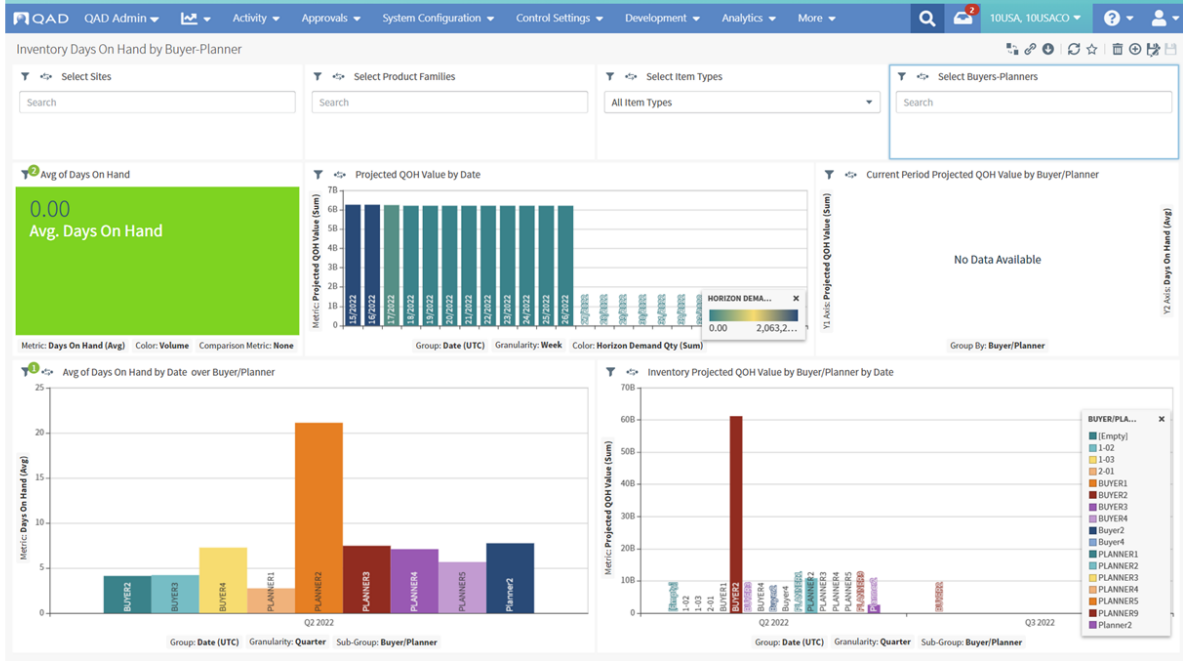 QAD QAD Admin Activity Approvals System Configuration Control Settings Development Analytics More 2 10USA, 10USACO ?
Inventory Days On Hand by Buyer-Planner
Select Sites Select Product Families Select Item Types Select Buyers-Planners
Search Search All Item Types Search
2 Avg of Days On Hand
0.00
Avg. Days On Hand
Metric: Days On Hand (Avg) Color: Volume Comparison Metric: None
Projected QOH Value by Date
Metric: Projected QOH Value (Sum)
7B
6B
5B
4B
3B
2B
1B
0
15/2022 16/2022 17/2022 18/2022 19/2022 20/2022 21/2022 22/2022 23/2022 24/2022 25/2022 26/2022
HORIZON DEMA...
0.00 2,063,2...
Group: Date (UTC) Granularity: Week Color: Horizon Demand Qty (Sum)
Current Period Projected QOH Value by Buyer/Planner
Y1 Axis: Projected QOH Value (Sum)
No Data Available
Y2 Axis: Days On Hand (Avg)
Group By: Buyer/Planner
1 Avg of Days On Hand by Date over Buyer/Planner
Metric: Days On Hand (Avg)
25
20
15
10
5
0
BUYER2 BUYER3 BUYER4 PLANNER1 PLANNER2 PLANNER3 PLANNER4 PLANNER5 Planner2
Q2 2022
Group: Date (UTC) Granularity: Quarter Sub-Group: Buyer/Planner
Inventory Projected QOH Value by Buyer/Planner by Date
Metric: Projected QOH Value (Sum)
70B
60B
50B
40B
30B
20B
10B
0
1-02 1-03 2-01 BUYER1 BUYER2 BUYER4 Buyer4 PLANNER2 PLANNER3 PLANNER4 PLANNER5
Q2 2022 Q3 2022
Group: Date (UTC) Granularity: Quarter Sub-Group: Buyer/Planner
BUYER/PLA...
[Empty]
1-02
1-03
2-01
BUYER1
BUYER2
BUYER3
BUYER4
Buyer2
Buyer4
PLANNER1
PLANNER2
PLANNER3
PLANNER4
PLANNER5
PLANNER9
Planner2